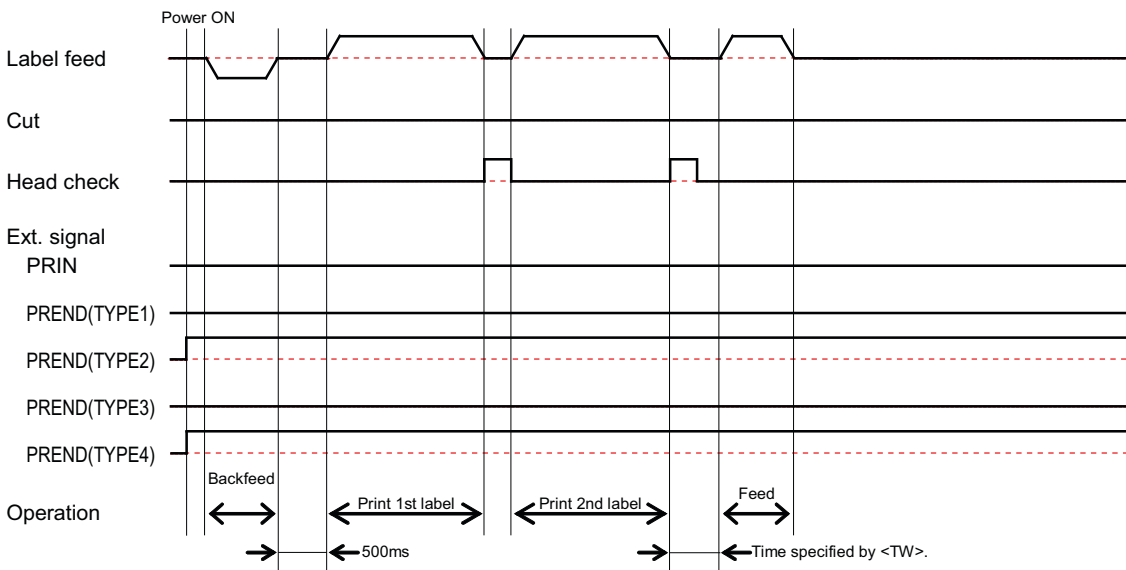 Power ON
Label feed
Cut
Head check
Ext. signal
PRIN
PREND(TYPE1)
PREND(TYPE2)
PREND(TYPE3)
PREND(TYPE4)
Backfeed
Print 1st label
Print 2nd label
Feed
Operation
500ms
Time specified by <TW>.